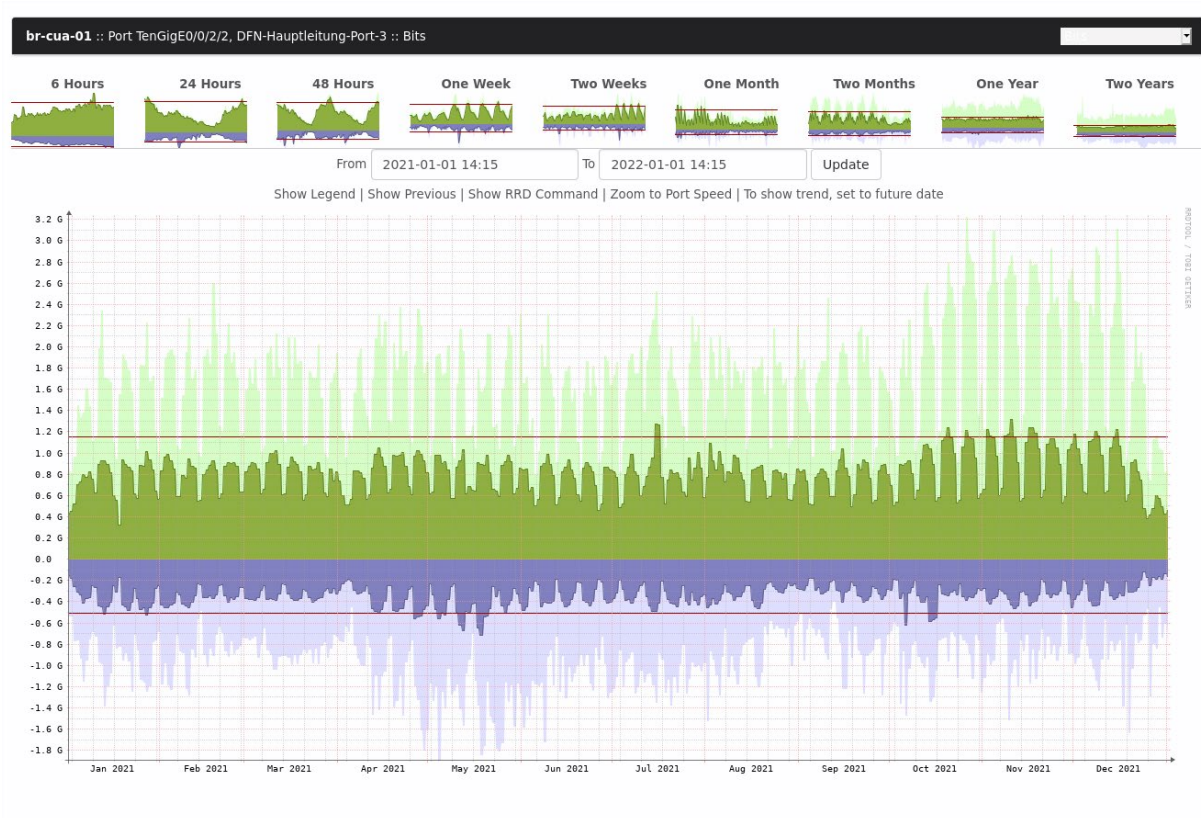 br-cua-01 :: Port TenGigE0/0/2/2, DFN-Hauptleitung-Port-3 :: Bits
6 Hours 24 Hours 48 Hours One Week Two Weeks One Month Two Months One Year Two Years
From 2021-01-01 14:15 To 2022-01-01 14:15 Update
Show Legend | Show Previous | Show RRD Command | Zoom to Port Speed | To show trend, set to future date
RRDTOOL / TOBI OETIKER
3.2 G
3.0 G
2.8 G
2.6 G
2.4 G
2.2 G
2.0 G
1.8 G
1.6 G
1.4 G
1.2 G
1.0 G
0.8 G
0.6 G
0.4 G
0.2 G
0.0
-0.2 G
-0.4 G
-0.6 G
-0.8 G
-1.0 G
-1.2 G
-1.4 G
-1.6 G
-1.8 G
Jan 2021 Feb 2021 Mar 2021 Apr 2021 May 2021 Jun 2021 Jul 2021 Aug 2021 Sep 2021 Oct 2021 Nov 2021 Dec 2021